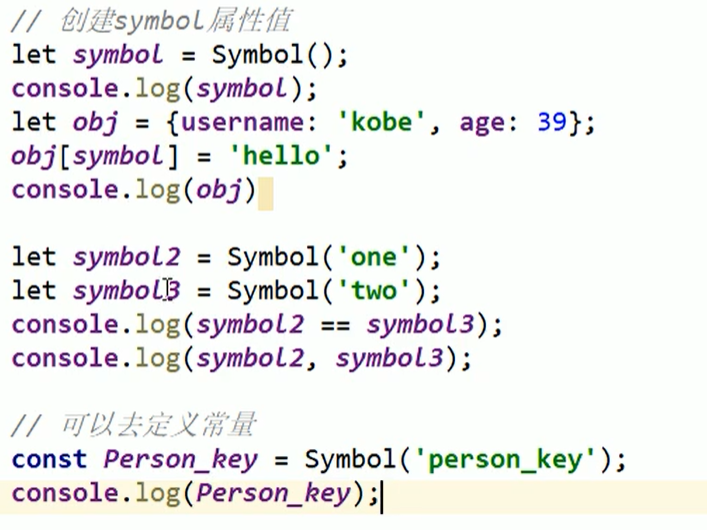 // 创建symbol属性值
let symbol = Symbol();
console.log(symbol);
let obj = {username: 'kobe', age: 39};
obj[symbol] = 'hello';
console.log(obj)
let symbol2 = Symbol('one');
let symbol3 = Symbol('two');
console.log(symbol2 == symbol3);
console.log(symbol2, symbol3);
// 可以去定义常量
const Person_key = Symbol('person_key');
console.log(Person_key);